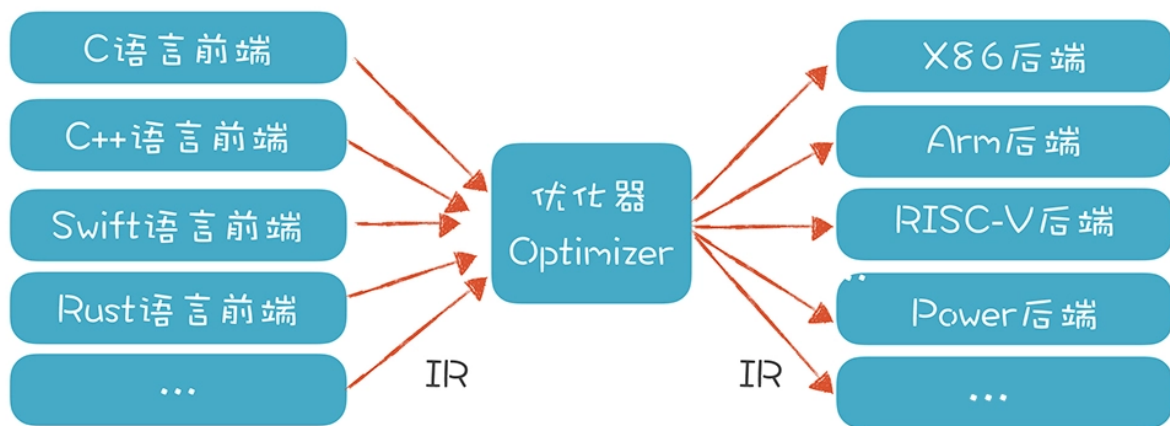 C语言前端
C++语言前端
Swift语言前端
Rust语言前端
...
IR
优化器
Optimizer
IR
X86后端
Arm后端
RISC-V后端
Power后端
...